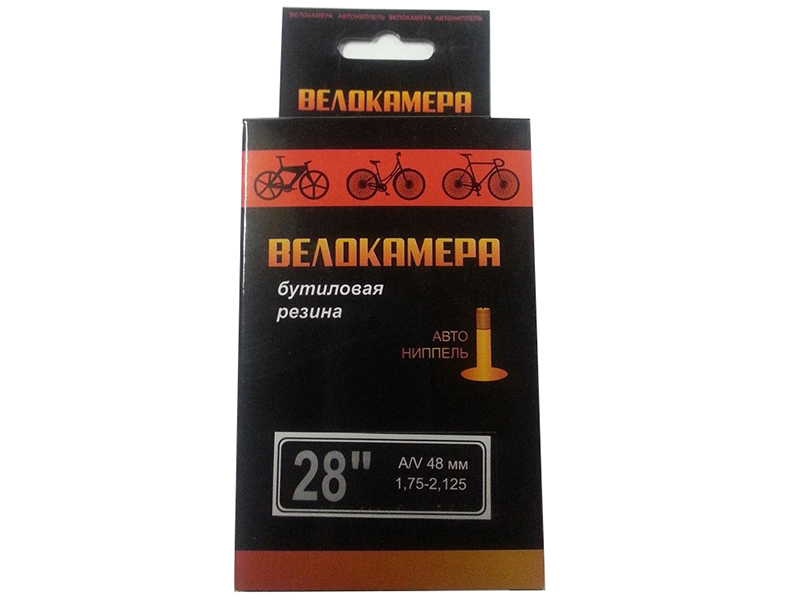 ВЕЛОКАМЕРА АВТОНИППЕЛЬ ВЕЛОКАМЕРА АВТОНИППЕЛЬ
ВЕЛОКАМЕРА
ВЕЛОКАМЕРА
бутиловая
резина
АВТО
НИППЕЛЬ
28"
A/V 48 мм
1,75-2,125